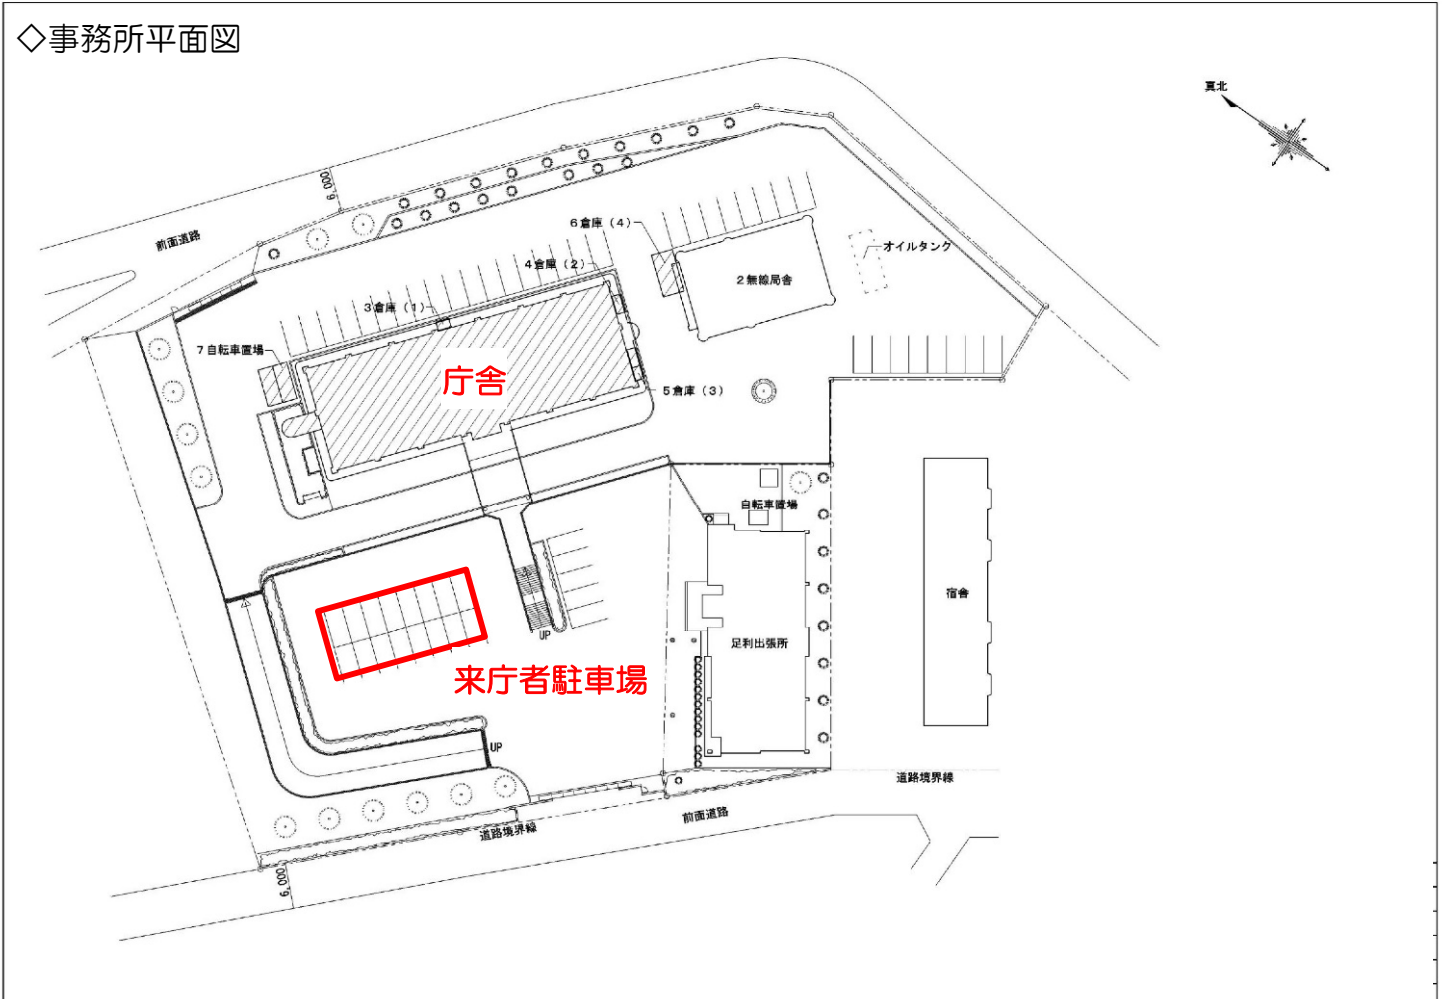 ◇事務所平面図
真北
6,000
前面道路
6倉庫（4）
オイルタンク
4倉庫（2）
2無線局舎
3倉庫（1）
7自転車置場
庁舎
5倉庫（3）
自転車置場
宿舎
UP
足利出張所
来庁者駐車場
UP
道路境界線
前面道路
道路境界線
6,000